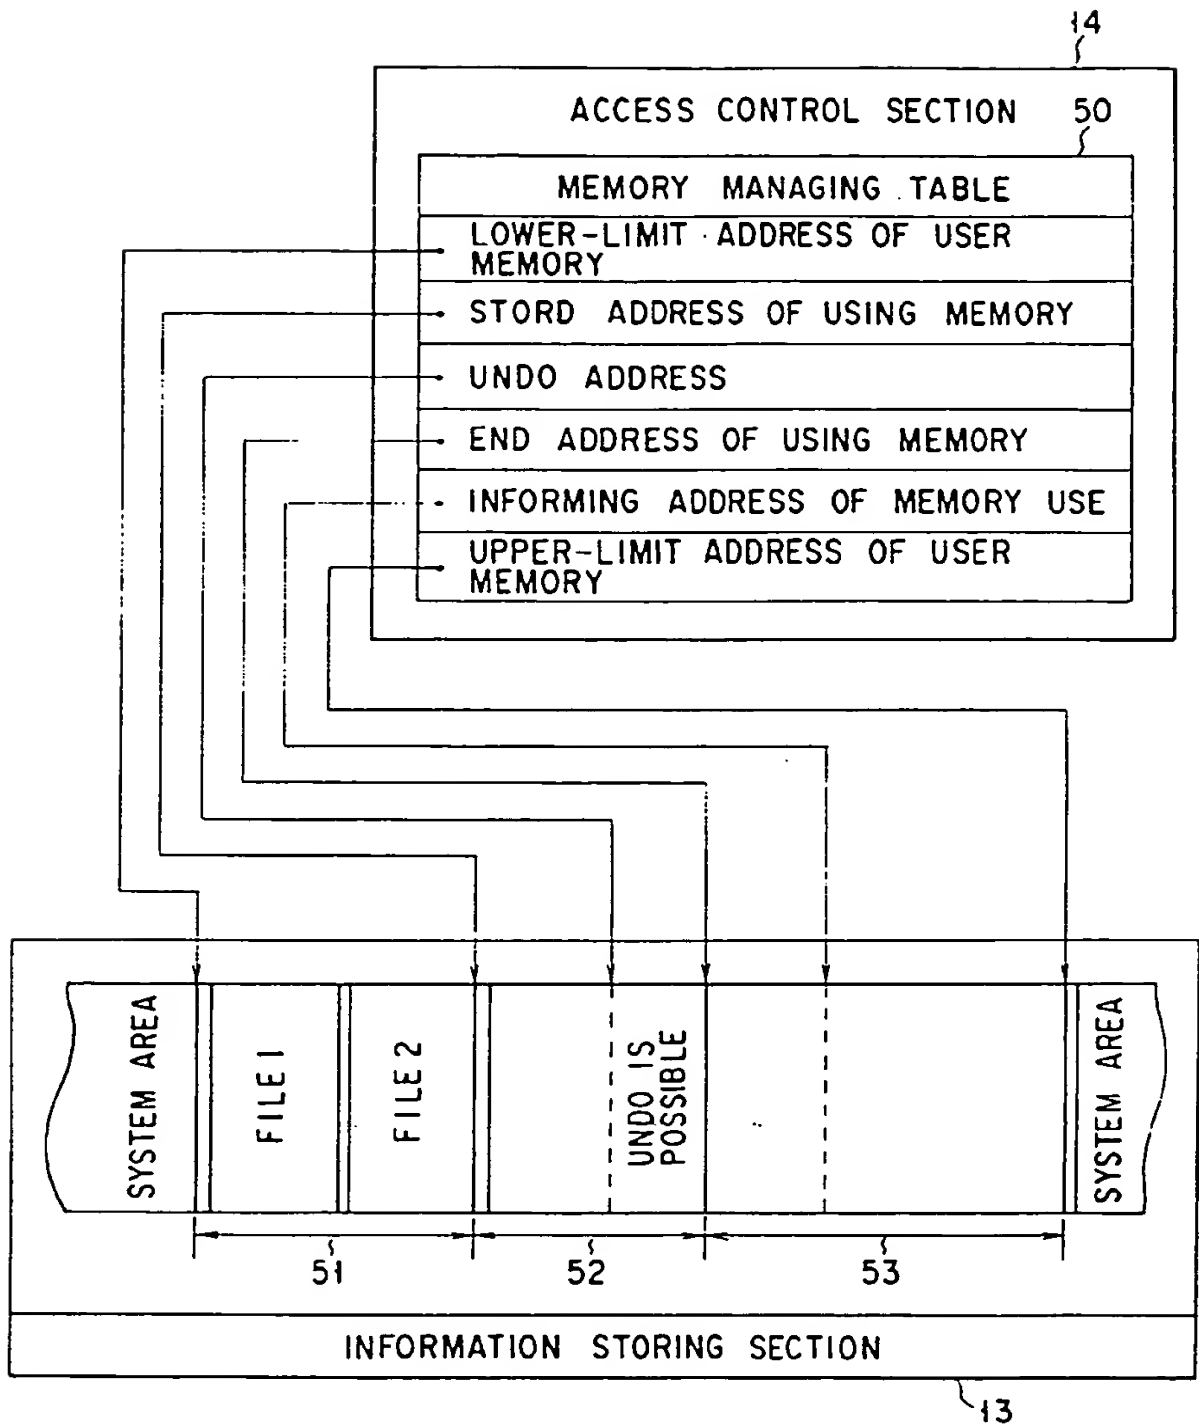 14
ACCESS CONTROL SECTION 50
MEMORY MANAGING TABLE
LOWER-LIMIT ADDRESS OF USER
MEMORY
STORD ADDRESS OF USING MEMORY
UNDO ADDRESS
END ADDRESS OF USING MEMORY
INFORMING ADDRESS OF MEMORY USE
UPPER-LIMIT ADDRESS OF USER
MEMORY
SYSTEM AREA
FILE 1
FILE 2
UNDO IS
POSSIBLE
SYSTEM AREA
51
52
53
INFORMATION STORING SECTION
13